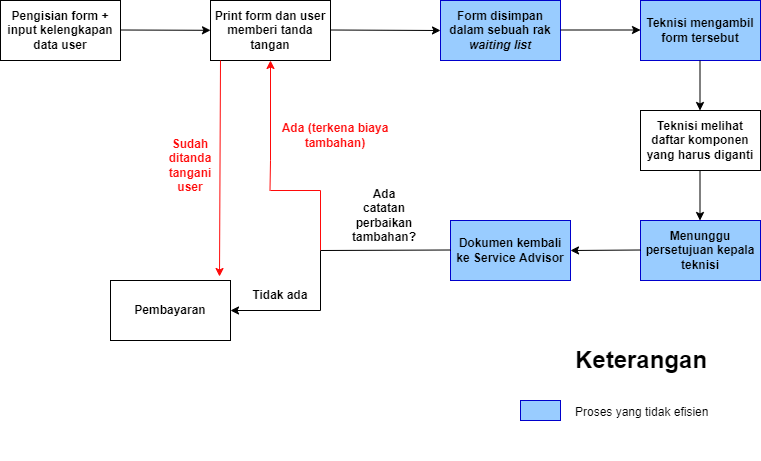 Pengisian form +
input kelengkapan
data user
Print form dan user
memberi tanda
tangan
Form disimpan
dalam sebuah rak
waiting list
Teknisi mengambil
form tersebut
Sudah
ditanda
tangani
user
Ada (terkena biaya
tambahan)
Teknisi melihat
daftar komponen
yang harus diganti
Ada
catatan
perbaikan
tambahan?
Dokumen kembali
ke Service Advisor
Menunggu
persetujuan kepala
teknisi
Pembayaran
Tidak ada
Keterangan
Proses yang tidak efisien